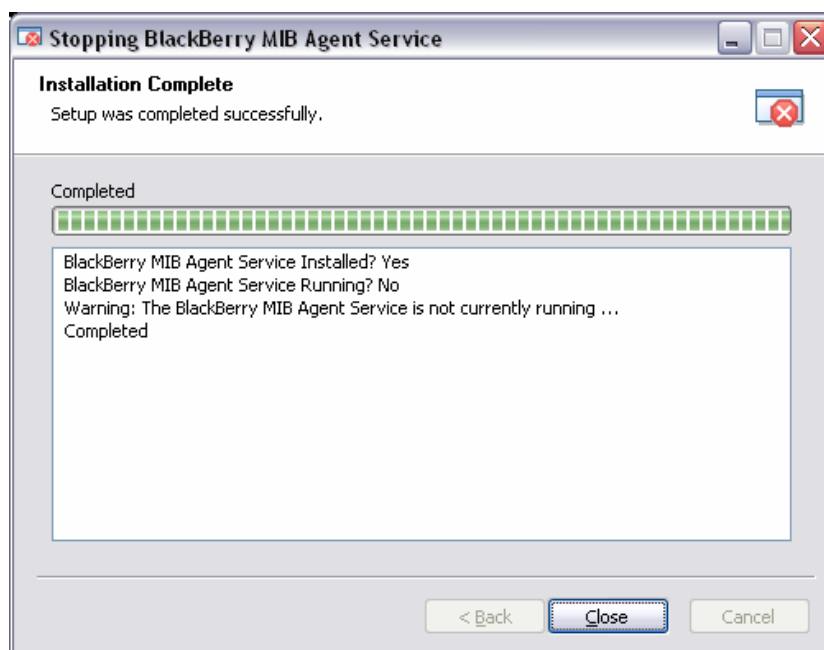 Stopping BlackBerry MIB Agent Service
Installation Complete
Setup was completed successfully.
Completed
BlackBerry MIB Agent Service Installed? Yes
BlackBerry MIB Agent Service Running? No
Warning: The BlackBerry MIB Agent Service is not currently running ...
Completed
< Back Close Cancel